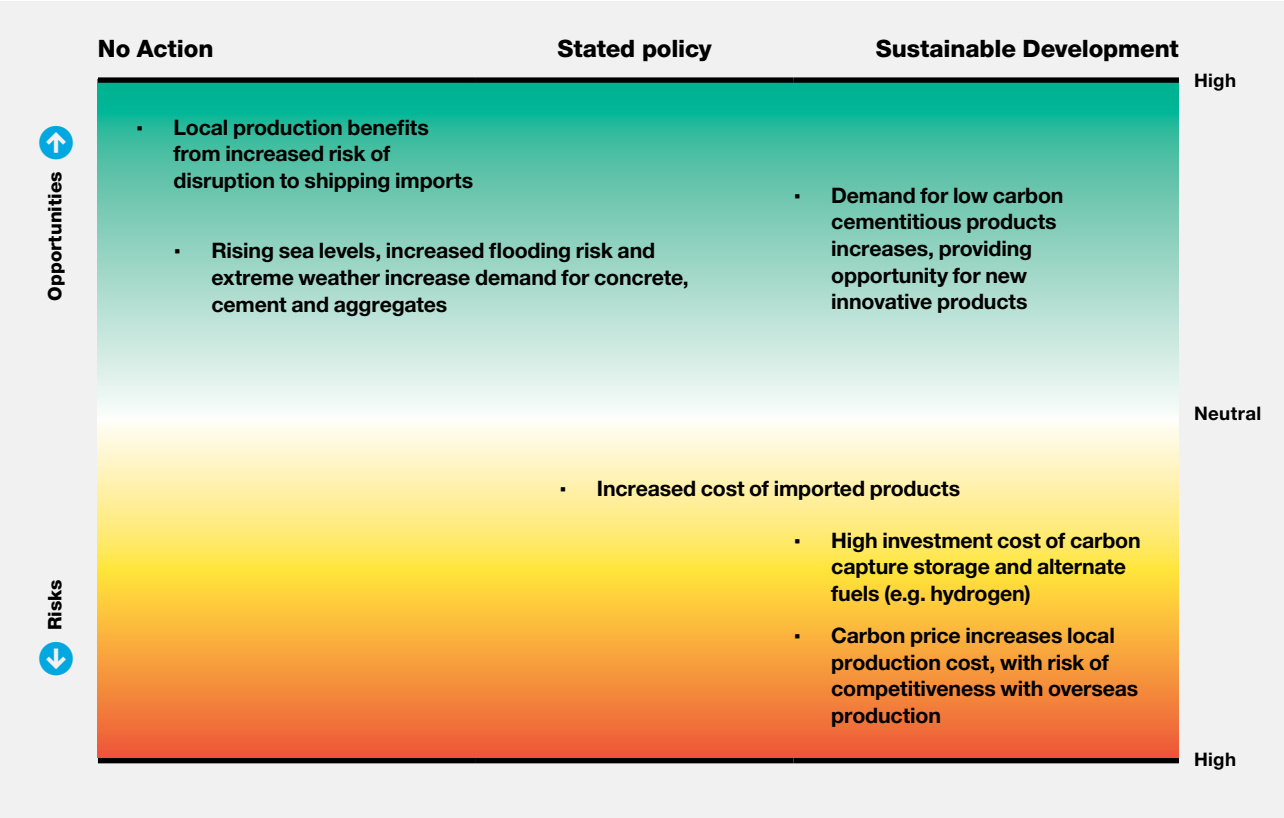 No Action
Stated policy
Sustainable Development
High
Opportunities
▪ Local production benefits
from increased risk of
disruption to shipping imports
▪ Rising sea levels, increased flooding risk and
extreme weather increase demand for concrete,
cement and aggregates
▪ Demand for low carbon
cementitious products
increases, providing
opportunity for new
innovative products
Neutral
▪ Increased cost of imported products
▪ High investment cost of carbon
capture storage and alternate
fuels (e.g. hydrogen)
Risks
▪ Carbon price increases local
production cost, with risk of
competitiveness with overseas
production
High